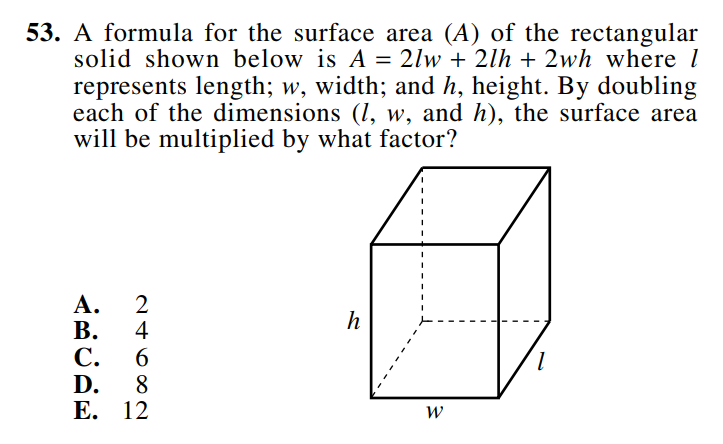 53. A formula for the surface area (A) of the rectangular
solid shown below is A = 2lw + 2lh + 2wh where l
represents length; w, width; and h, height. By doubling
each of the dimensions (l, w, and h), the surface area
will be multiplied by what factor?
A. 2
B. 4
C. 6
D. 8
E. 12
h
l
w